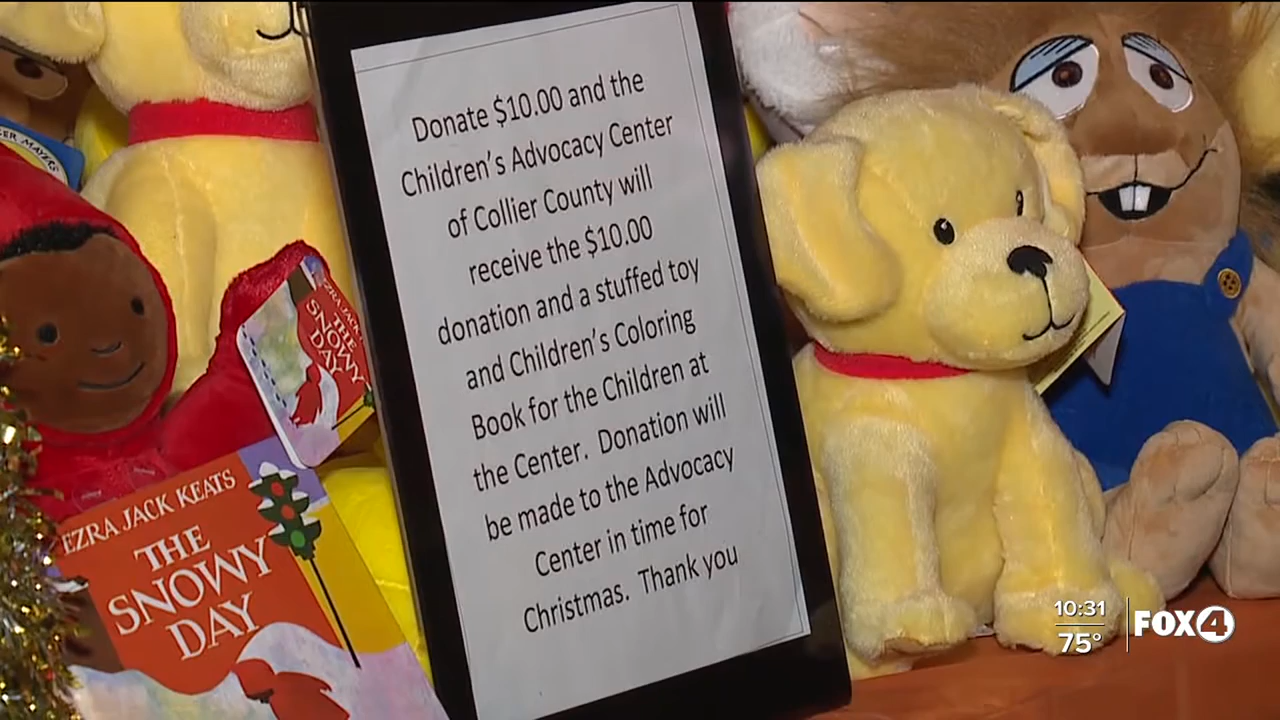 Donate $10.00 and the
Children's Advocacy Center
of Collier County will
receive the $10.00
donation and a stuffed toy
and Children's Coloring
Book for the Children at
the Center. Donation will
be made to the Advocacy
Center in time for
Christmas. Thank you
EZRA JACK KEATS
THE
SNOWY
DAY
THE
SNOWY
DAY
10:31
75°
FOX 4